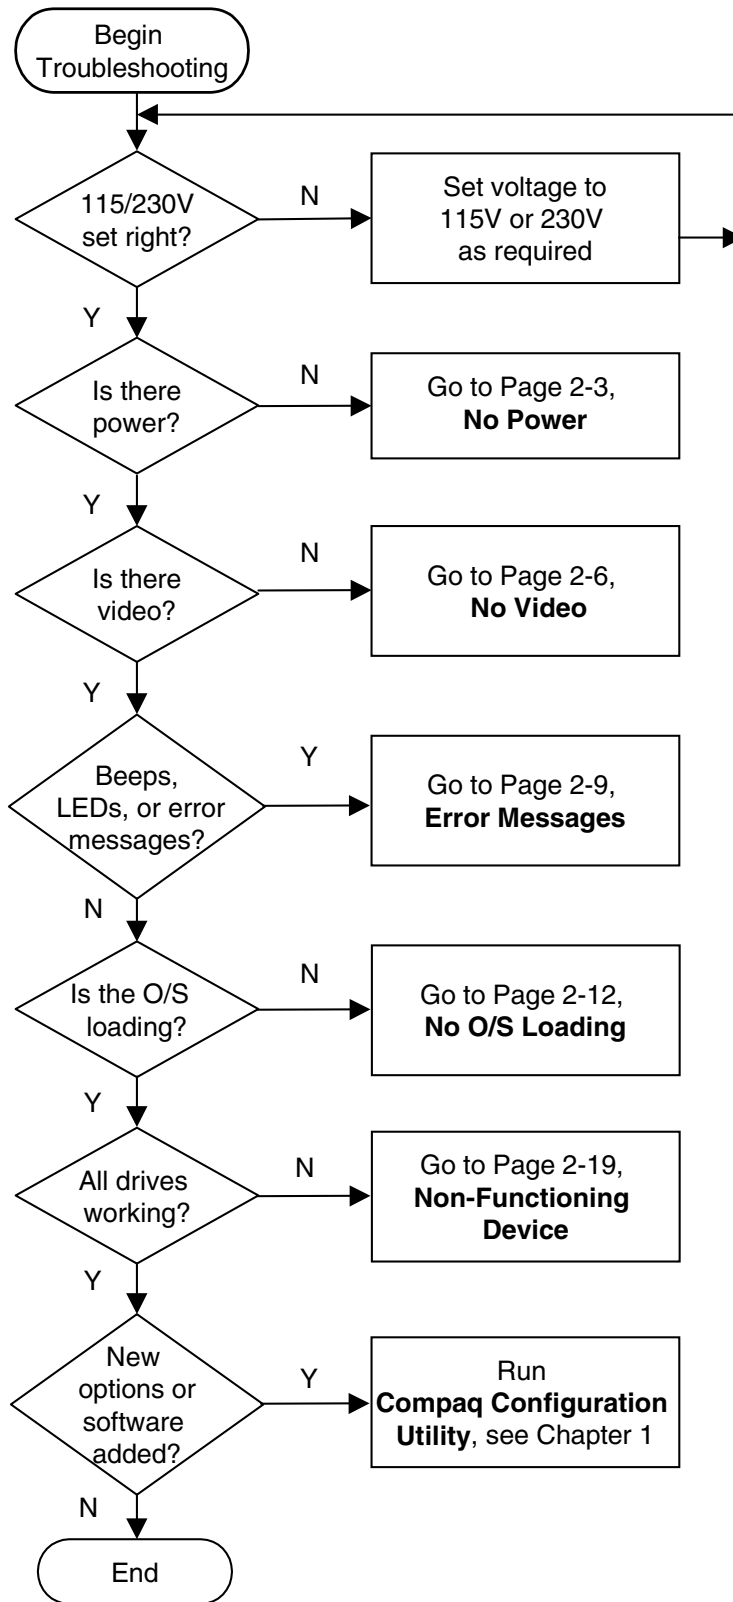 Begin
Troubleshooting
115/230V
set right?
N
Set voltage to
115V or 230V
as required
Y
Is there
power?
N
Go to Page 2-3,
No Power
Y
Is there
video?
N
Go to Page 2-6,
No Video
Y
Beeps,
LEDs, or error
messages?
Y
Go to Page 2-9,
Error Messages
N
Is the O/S
loading?
N
Go to Page 2-12,
No O/S Loading
Y
All drives
working?
N
Go to Page 2-19,
Non-Functioning
Device
Y
New
options or
software
added?
Y
Run
Compaq Configuration
Utility, see Chapter 1
N
End